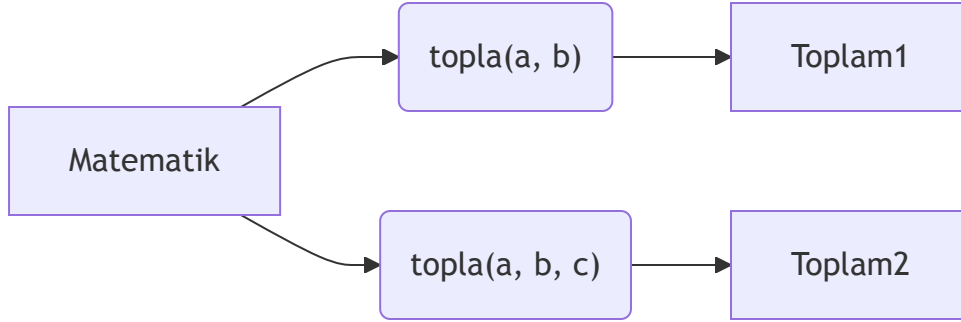 topla(a, b)
Toplam1
Matematik
topla(a, b, c)
Toplam2